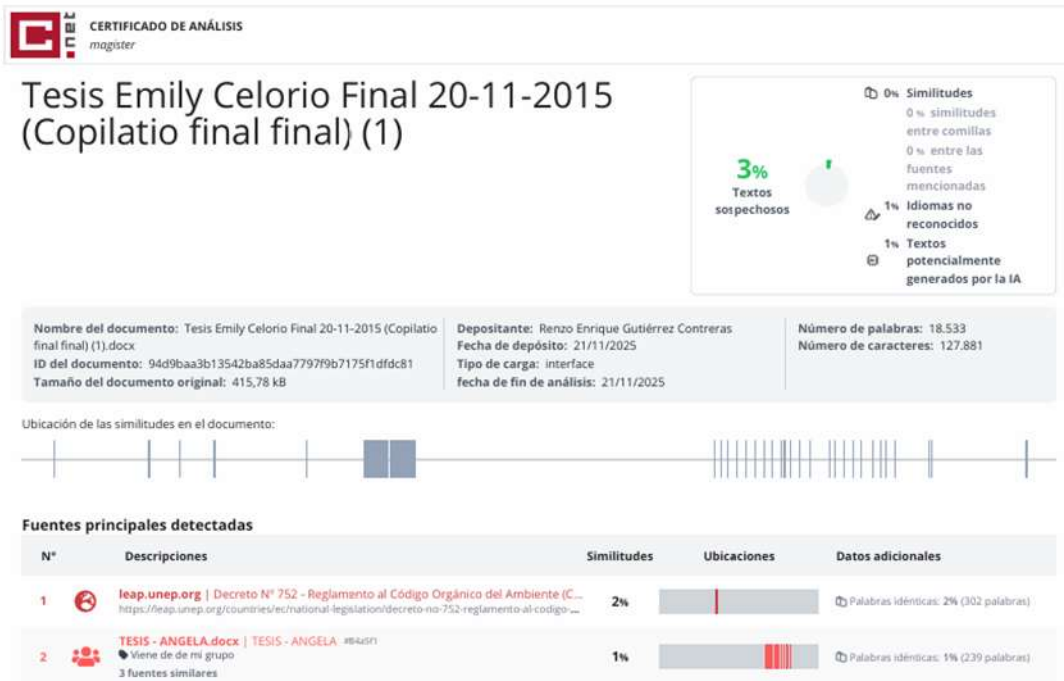 .net
CERTIFICADO DE ANÁLISIS
magister
Tesis Emily Celorio Final 20-11-2015
(Copilatio final final) (1)
3%
Textos
sospechosos
0% Similitudes
0 % similitudes
entre comillas
0 % entre las
fuentes
mencionadas
1% Idiomas no
reconocidos
1% Textos
potencialmente
generados por la IA
Nombre del documento: Tesis Emily Celorio Final 20-11-2015 (Copilatio
final final) (1).docx
ID del documento: 94d9baa3b13542ba85daa7797f9b7175f1dfdc81
Tamaño del documento original: 415,78 kB
Depositante: Renzo Enrique Gutiérrez Contreras
Fecha de depósito: 21/11/2025
Tipo de carga: interface
fecha de fin de análisis: 21/11/2025
Número de palabras: 18.533
Número de caracteres: 127.881
Ubicación de las similitudes en el documento:
Fuentes principales detectadas
N° Descripciones Similitudes Ubicaciones Datos adicionales
1 leap.unep.org | Decreto N° 752 - Reglamento al Código Orgánico del Ambiente (C... 2% Palabras idénticas: 2% (302 palabras)
https://leap.unep.org/countries/ec/national-legislation/decreto-no-752-reglamento-al-codigo-...
2 TESIS - ANGELA.docx | TESIS - ANGELA 1% Palabras idénticas: 1% (239 palabras)
Viene de de mi grupo
3 fuentes similares